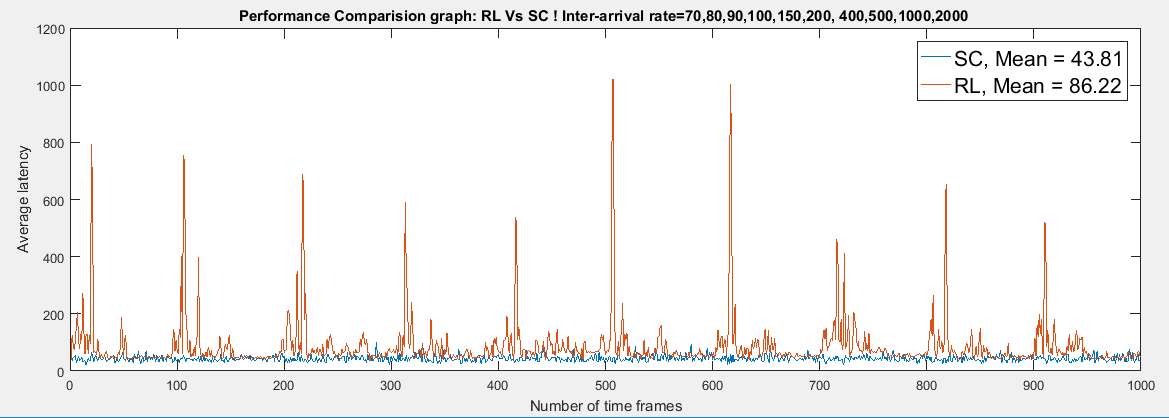 Performance Comparision graph: RL Vs SC ! Inter-arrival rate=70,80,90,100,150,200, 400,500,1000,2000
1200
1000
800
600
400
200
0
Average latency
SC, Mean = 43.81
RL, Mean = 86.22
0 100 200 300 400 500 600 700 800 900 1000
Number of time frames